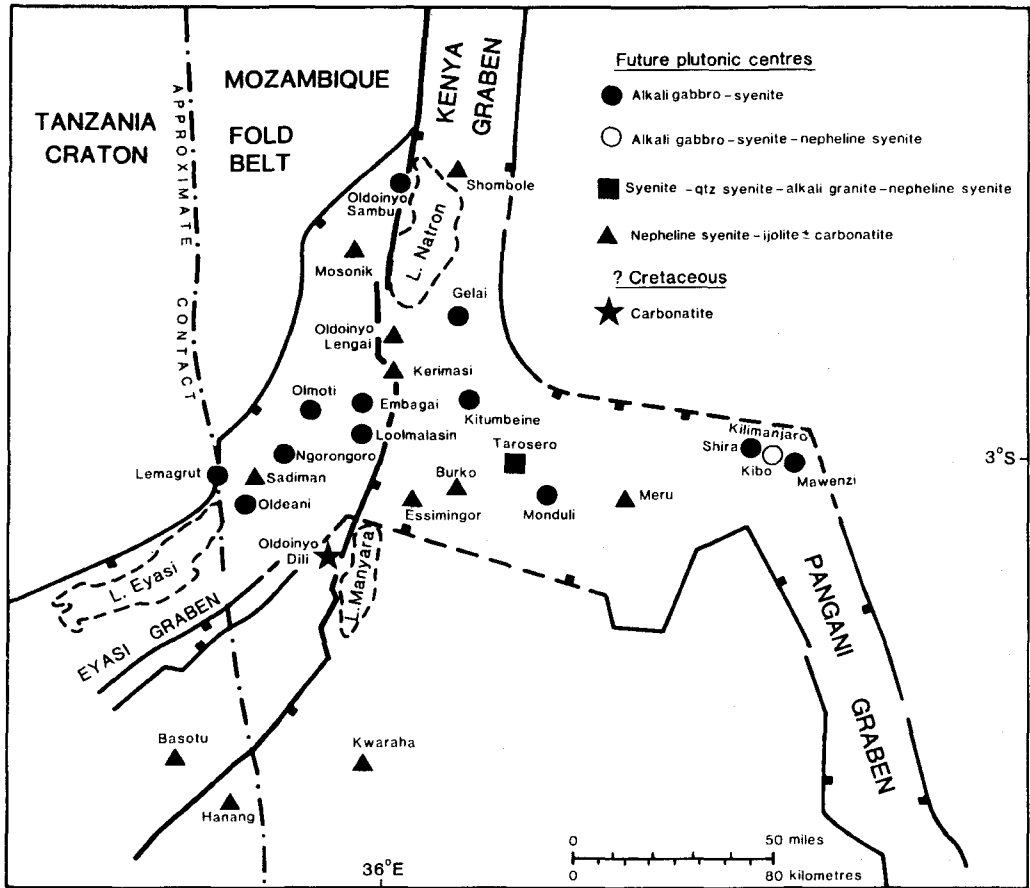 TANZANIA
CRATON
APPROXIMATE
CONTACT
MOZAMBIQUE
FOLD
BELT
KENYA
GRABEN
Future plutonic centres
Alkali gabbro-syenite
Alkali gabbro-syenite-nepheline syenite
Syenite -qtz syenite-alkali granite-nepheline syenite
Nepheline syenite-ijolite ± carbonatite
? Cretaceous
Carbonatite
Shombole
Oldoinyo
Sambu
L. Natron
Mosonik
Gelai
Oldoinyo
Lengai
Kerimasi
Olmoti
Embagai
Kitumbeine
Loolmalasin
Tarosero
Ngorongoro
Lemagrut
Sadiman
Burko
Oldeani
Essimingor
Monduli
Meru
Kilimanjaro
Shira
Kibo
Mawenzi
3°S
Oldoinyo
Dili
L. Manyara
L. Eyasi
EYASI GRABEN
PANGANI
GRABEN
Basotu
Kwaraha
Hanang
36°E
0 50 miles
0 80 kilometres